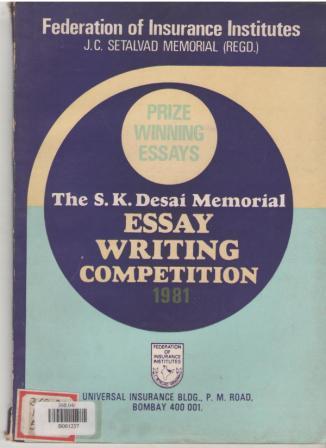 Federation of Insurance Institutes
J.C. SETALVAD MEMORIAL (REGD.)
PRIZE
WINNING
ESSAYS
The S. K. Desai Memorial
ESSAY
WRITING
COMPETITION
1981
FEDERATION
OF
INSURANCE
INSTITUTES
UNIVERSAL INSURANCE BLDG., P. M. ROAD,
BOMBAY 400 001.
B001237